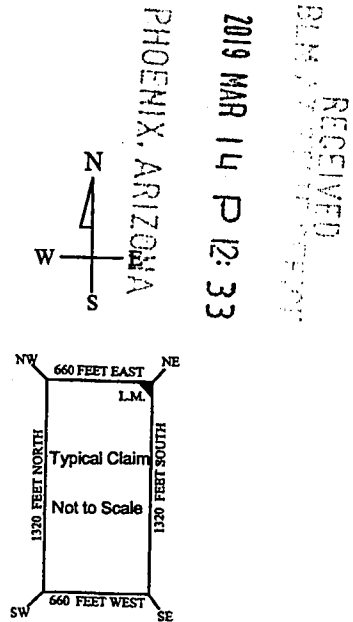 RECEIVED
2019 MAR 14 P 12: 33
PHOENIX, ARIZONA
N
W
E
S
NW
NE
660 FEET EAST
L.M.
1320 FEET NORTH
Typical Claim
Not to Scale
1320 FEET SOUTH
660 FEET WEST
SW
SE